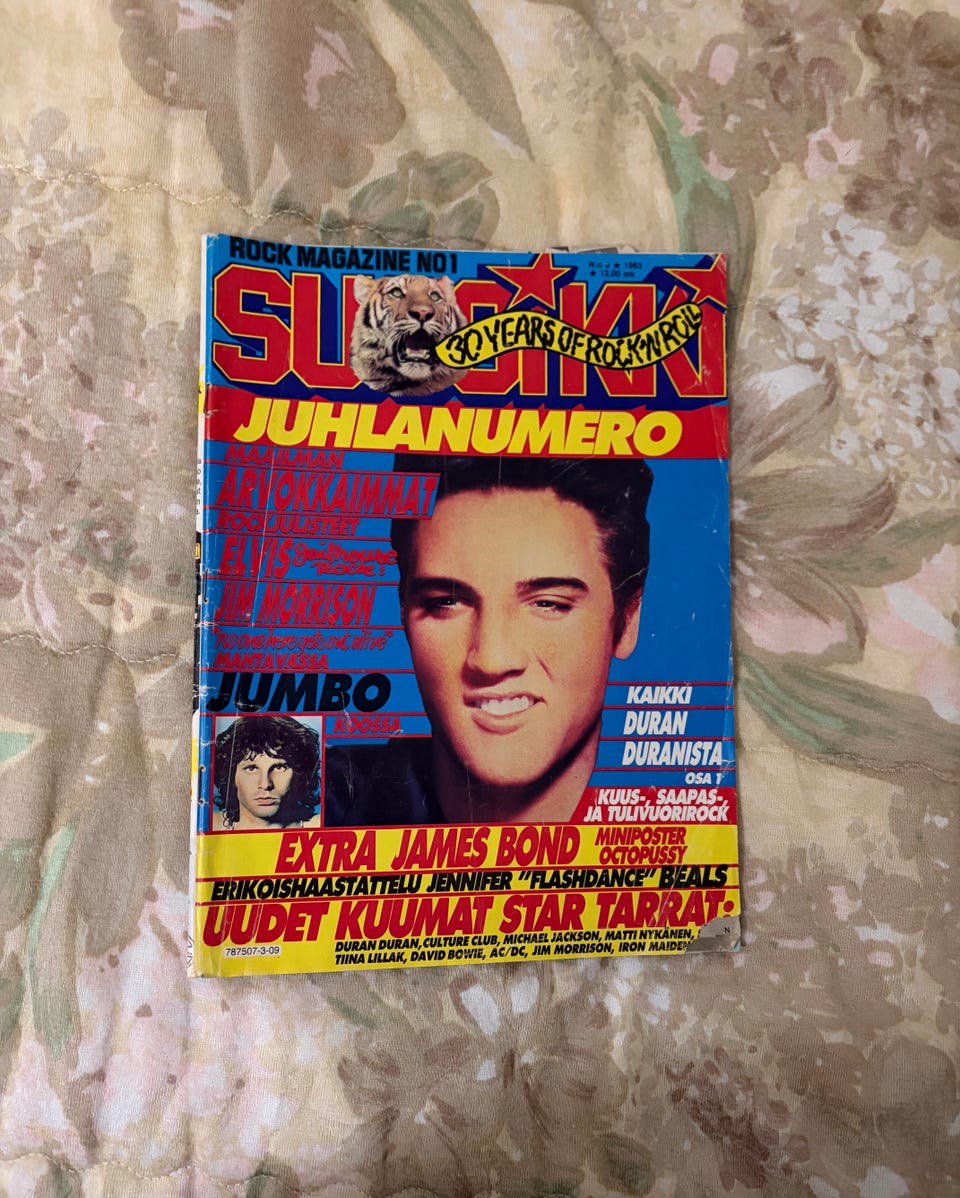 ROCK MAGAZINE NO1
N:o 9 ★ 1983
★ 12,00 mk
SUOSIKKI
30 YEARS OF ROCK'N ROLL
JUHLANUMERO
MAAILMAN
ARVOKKAIMMAT
ROCKJULISTEET
ELVIS Jailhouse
ROCK!
JIM MORRISON
"No one here gets out alive"
MAHTAVASSA
JUMBO
KOOSSA
KAIKKI
DURAN
DURANISTA
OSA 1
KUUS-, SAAPAS-,
JA TULIVUORIROCK
EXTRA JAMES BOND
MINIPOSTER
OCTOPUSSY
ERIKOISHAASTATTELU JENNIFER "FLASHDANCE" BEALS
UUDET KUUMAT STAR TARRAT:
DURAN DURAN, CULTURE CLUB, MICHAEL JACKSON, MATTI NYKÄNEN,
TIINA LILLAK, DAVID BOWIE, AC/DC, JIM MORRISON, IRON MAIDEN
787507-3-09